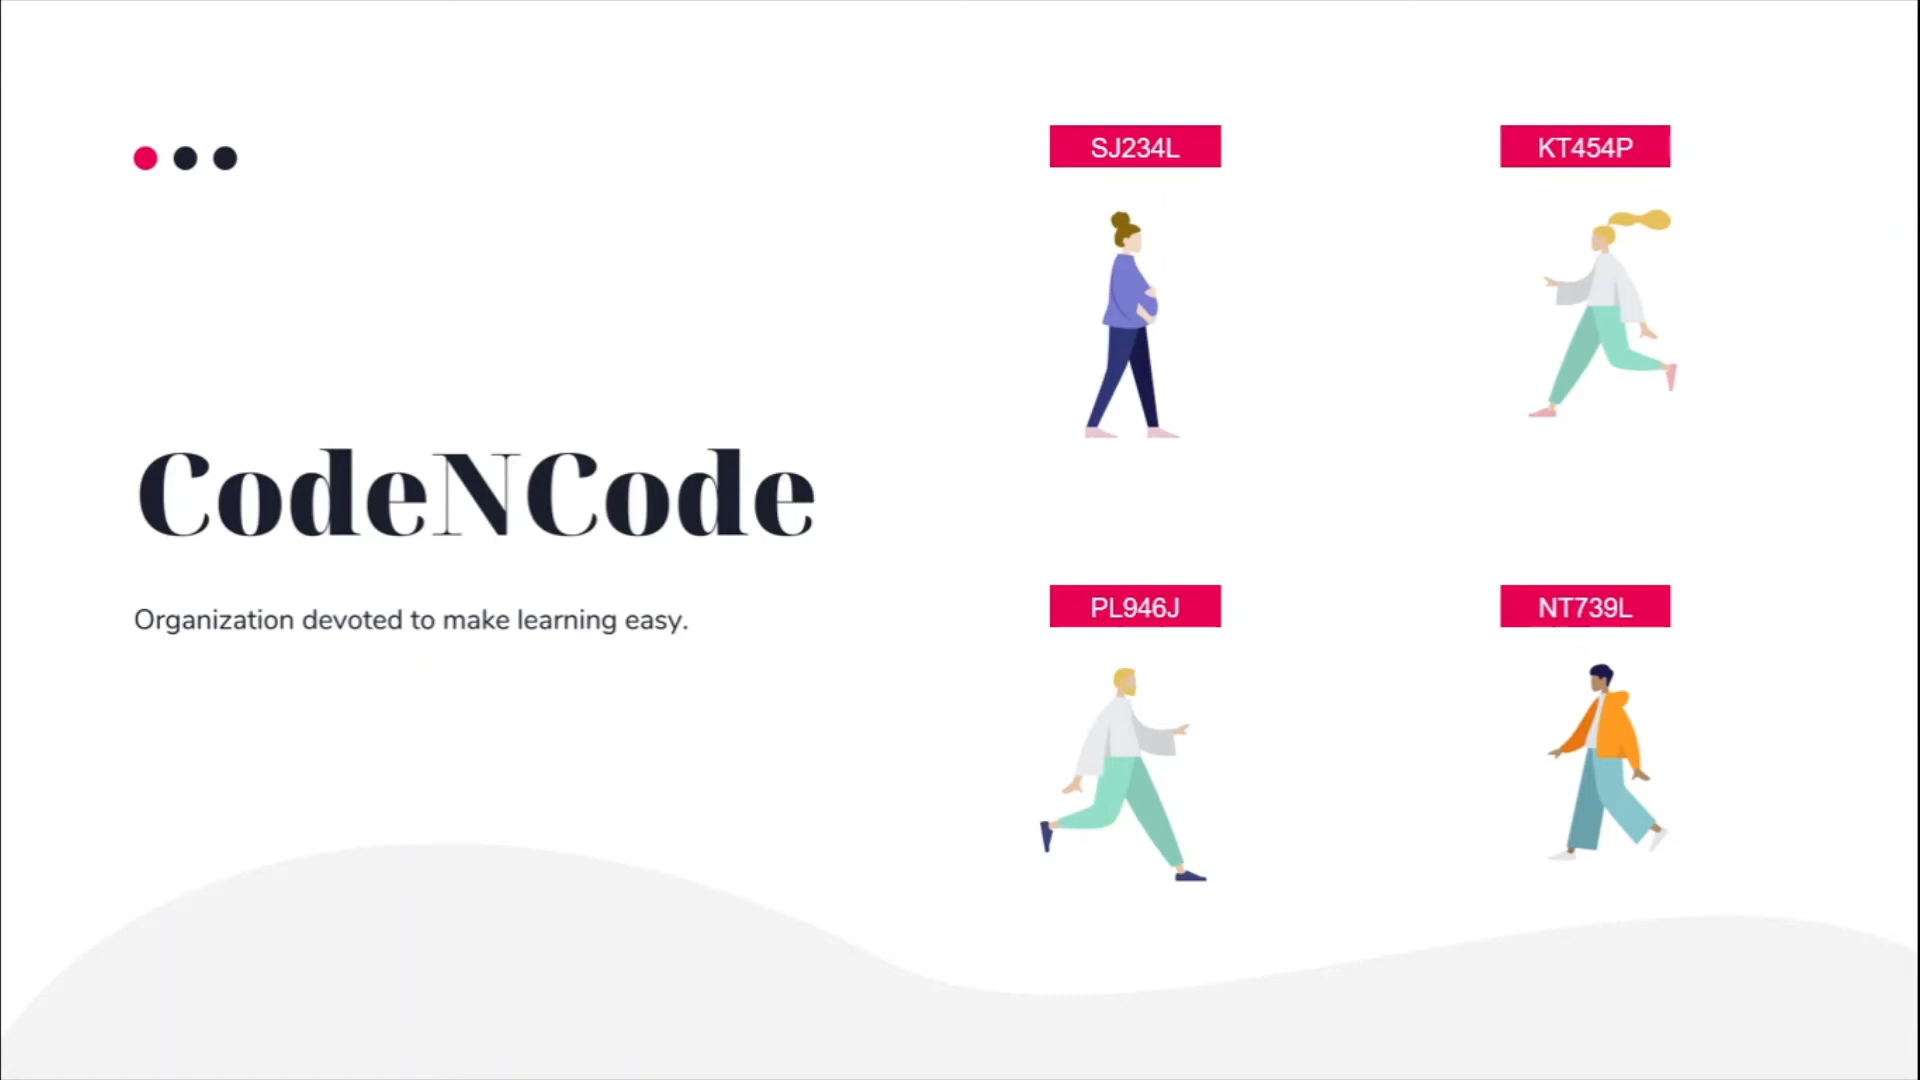 SJ234L
KT454P
CodeNCode
Organization devoted to make learning easy.
PL946J
NT739L